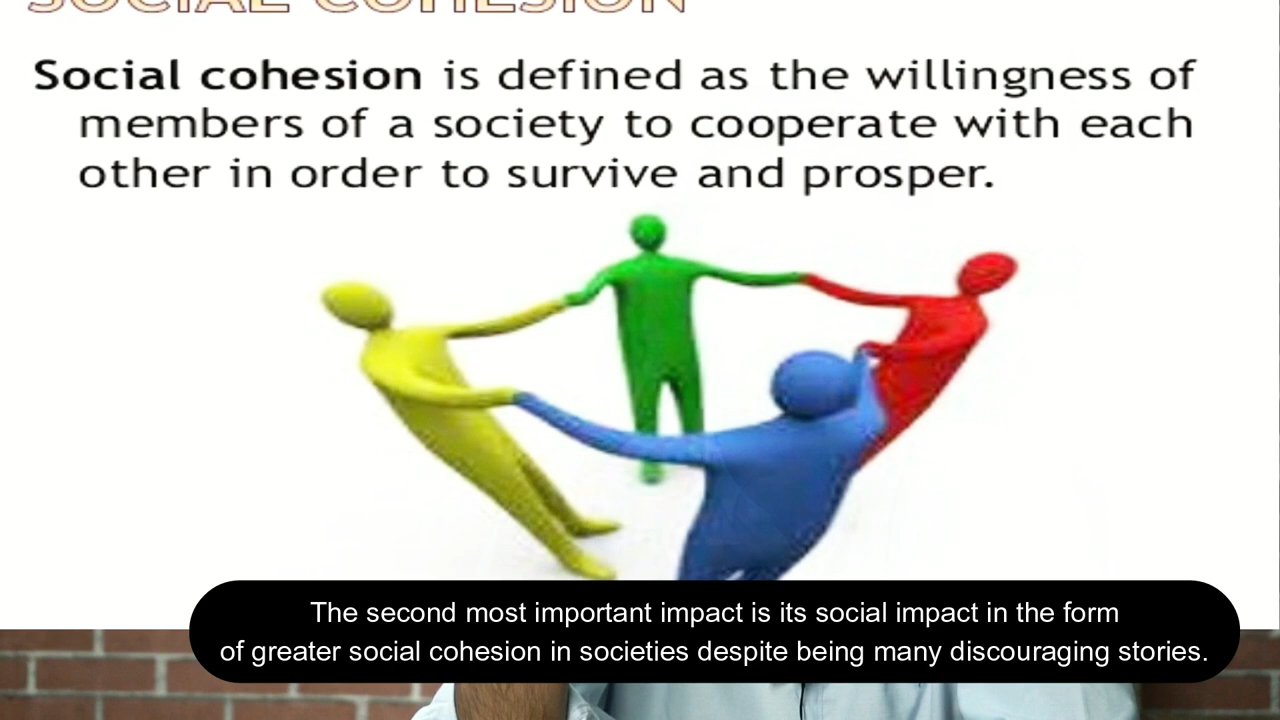 SOCIAL COHESION
Social cohesion is defined as the willingness of
members of a society to cooperate with each
other in order to survive and prosper.
The second most important impact is its social impact in the form
of greater social cohesion in societies despite being many discouraging stories.